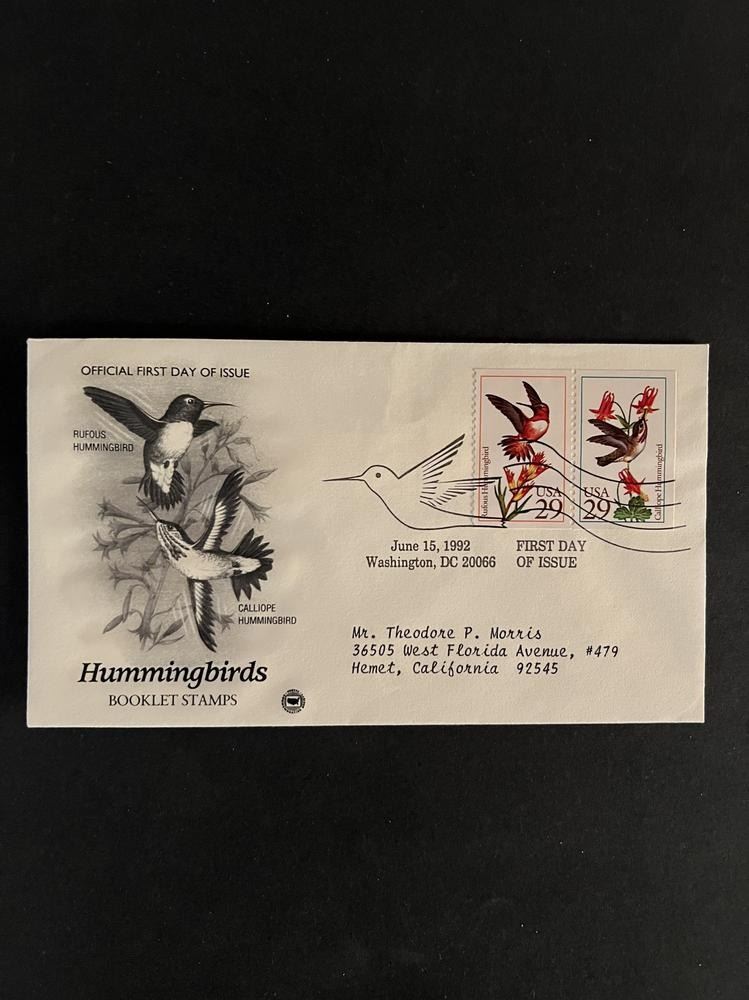 OFFICIAL FIRST DAY OF ISSUE
RUFOUS
HUMMINGBIRD
CALLIOPE
HUMMINGBIRD
Hummingbirds
BOOKLET STAMPS
Rufous Hummingbird
USA
29
USA
29
Calliope Hummingbird
June 15, 1992
Washington, DC 20066
FIRST DAY
OF ISSUE
Mr. Theodore P. Morris
36505 West Florida Avenue, #479
Hemet, California 92545